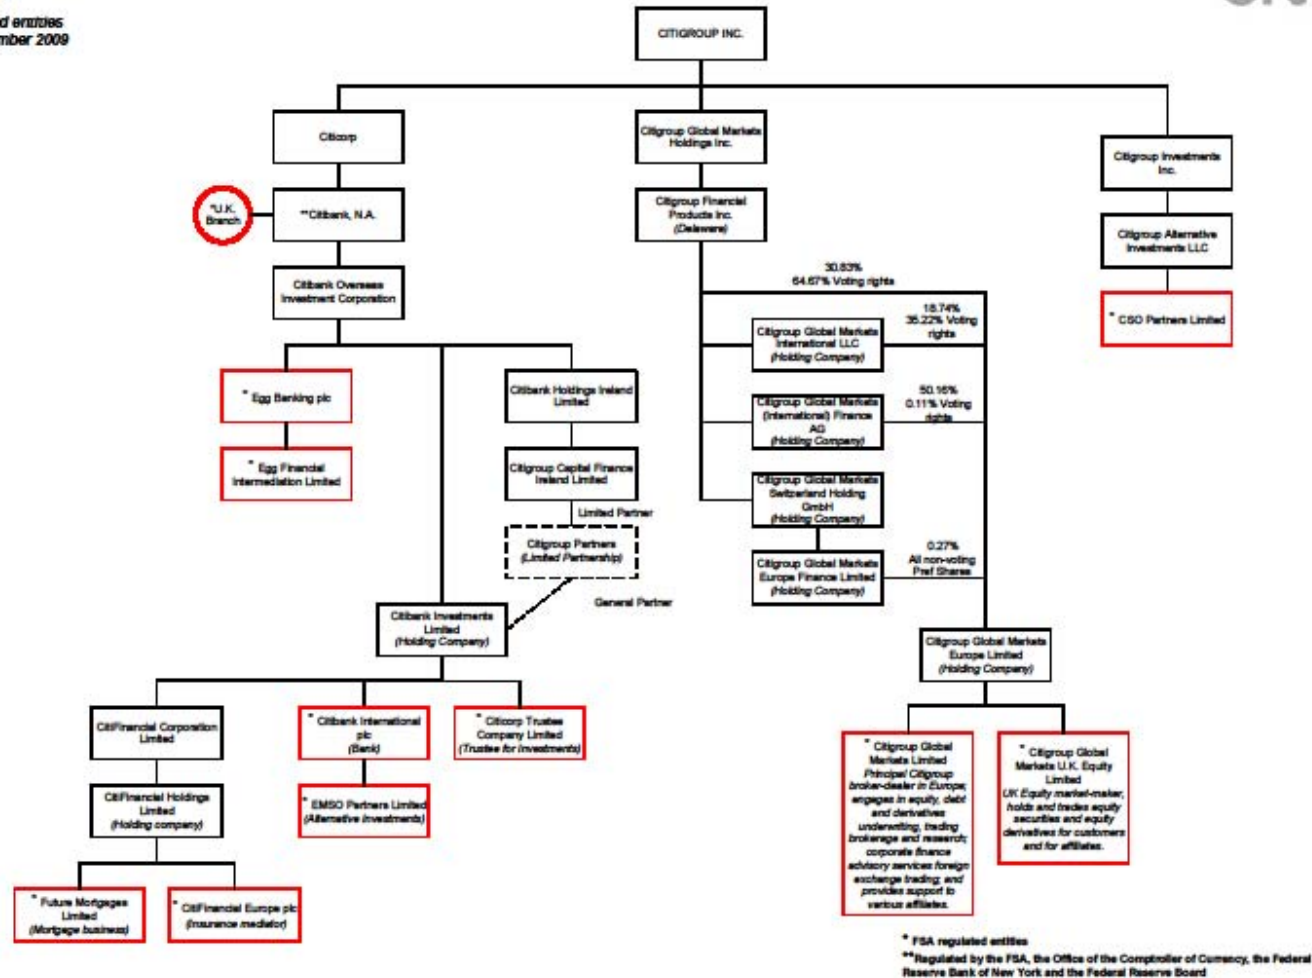 d entities
mber 2009
CITIGROUP INC.
Citicorp
Citigroup Global Markets
Holdings Inc.
Citigroup Investments
Inc.
*U.K.
Branch
**Citibank, N.A.
Citigroup Financial
Products Inc.
(Delaware)
Citigroup Alternative
Investments LLC
Citibank Overseas
Investment Corporation
30.83%
64.67% Voting rights
* CSO Partners Limited
18.74%
35.22% Voting
rights
Citigroup Global Markets
International LLC
(Holding Company)
* Egg Banking plc
Citibank Holdings Ireland
Limited
Citigroup Global Markets
(International) Finance
AG
(Holding Company)
50.16%
0.11% Voting
rights
* Egg Financial
Intermediation Limited
Citigroup Capital Finance
Ireland Limited
Citigroup Global Markets
Switzerland Holding
GmbH
(Holding Company)
Limited Partner
Citigroup Partners
(Limited Partnership)
Citigroup Global Markets
Europe Finance Limited
(Holding Company)
0.27%
All non-voting
Pref Shares
General Partner
Citibank Investments
Limited
(Holding Company)
Citigroup Global Markets
Europe Limited
(Holding Company)
CitiFinancial Corporation
Limited
* Citibank International
plc
(Bank)
* Citicorp Trustee
Company Limited
(Trustee for Investments)
* Citigroup Global
Markets Limited
Principal Citigroup
broker-dealer in Europe;
engages in equity, debt
and derivatives
underwriting, trading
brokerage and research;
corporate finance
advisory services foreign
exchange trading; and
provides support to
various affiliates.
* Citigroup Global
Markets U.K. Equity
Limited
UK Equity market-maker,
holds and trades equity
securities and equity
derivatives for customers
and for affiliates.
CitiFinancial Holdings
Limited
(Holding company)
* EMSO Partners Limited
(Alternative Investments)
* Future Mortgages
Limited
(Mortgage business)
* CitiFinancial Europe plc
(Insurance mediator)
* FSA regulated entities
**Regulated by the FSA, the Office of the Comptroller of Currency, the Federal
Reserve Bank of New York and the Federal Reserve Board